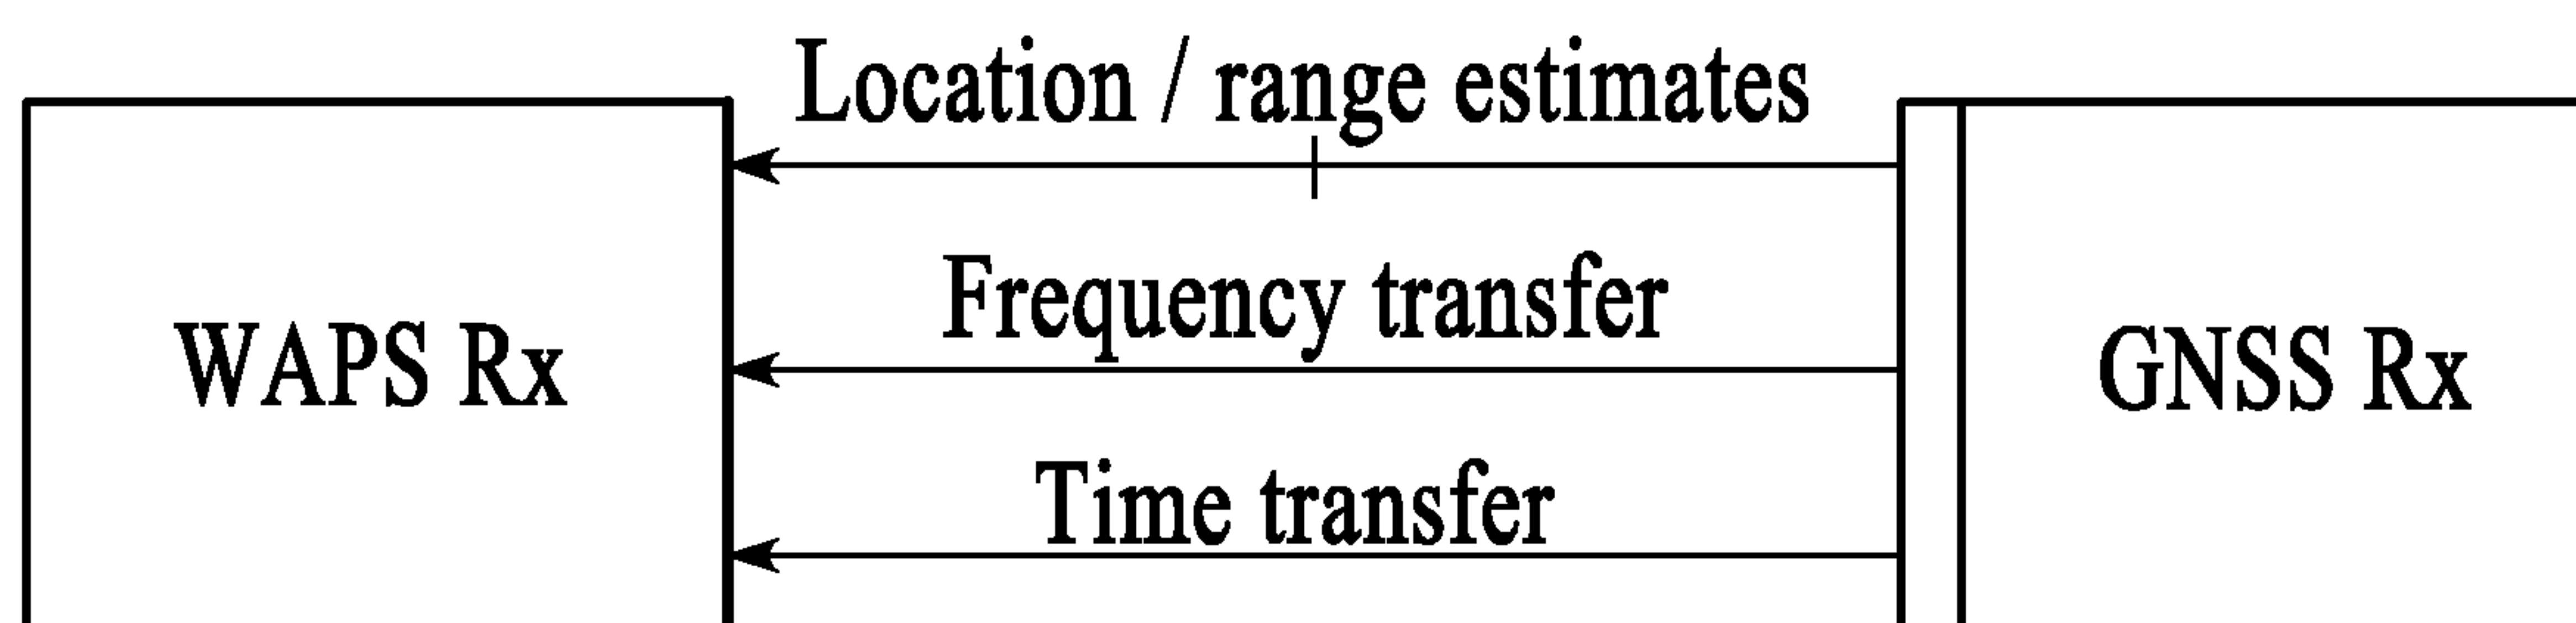 Location / range estimates
Frequency transfer
WAPS Rx
GNSS Rx
Time transfer